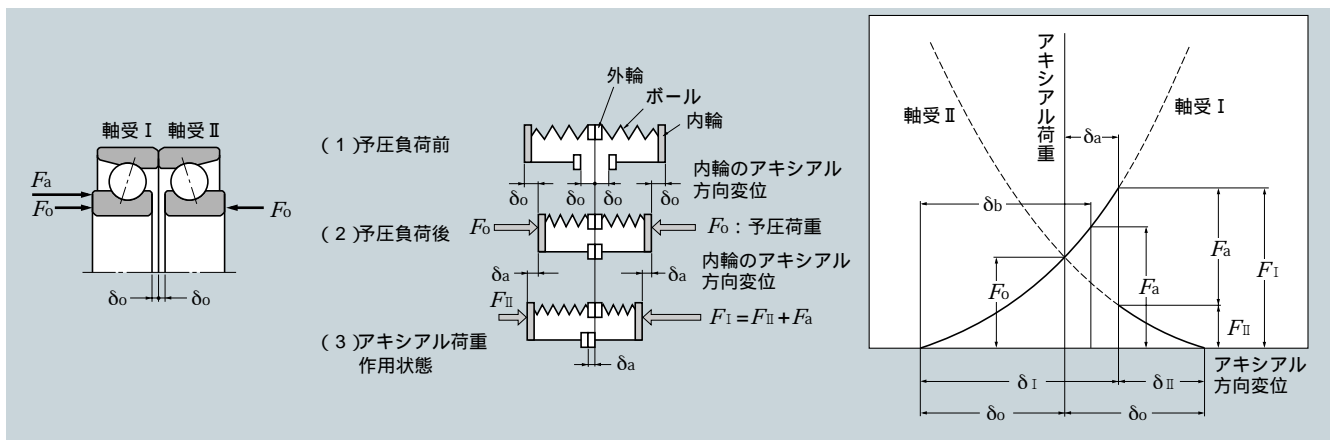 軸受Ⅰ 軸受Ⅱ
Fa
Fo
Fo
δo δo
(1)予圧負荷前
外輪
ボール
内輪
内輪のアキシアル
方向変位
δo δo δo δo
(2)予圧負荷後
Fo
Fo:予圧荷重
内輪のアキシアル
方向変位
δa δa
FⅡ
FⅠ=FⅡ+Fa
(3)アキシアル荷重
作用状態
δa
アキシアル荷重
軸受Ⅱ
軸受Ⅰ
δa
δb
Fo
Fa
Fa
FⅠ
FⅡ
アキシアル
方向変位
δⅠ δⅡ
δo δo